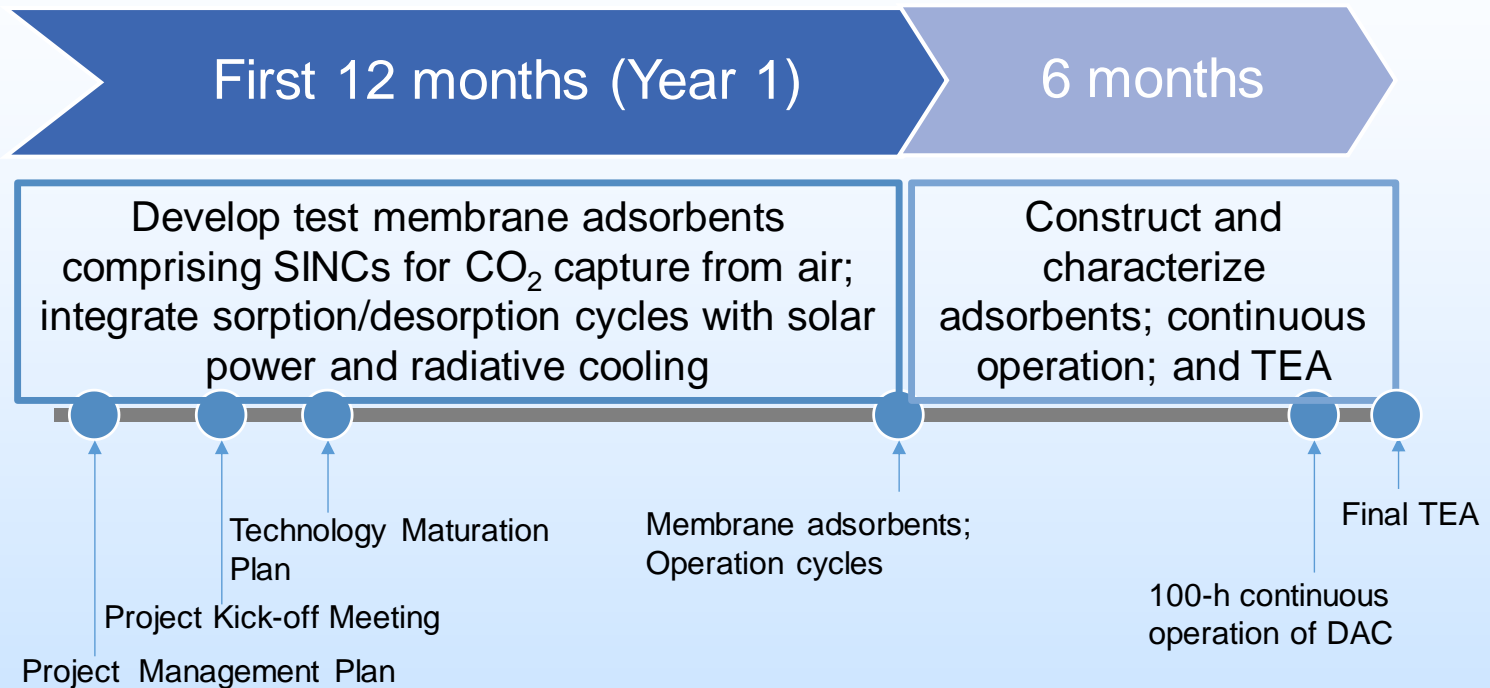 First 12 months (Year 1)
6 months
Develop test membrane adsorbents
comprising SINCs for CO₂ capture from air;
integrate sorption/desorption cycles with solar
power and radiative cooling
Construct and
characterize
adsorbents; continuous
operation; and TEA
Technology Maturation
Plan
Project Kick-off Meeting
Project Management Plan
Membrane adsorbents;
Operation cycles
100-h continuous
operation of DAC
Final TEA